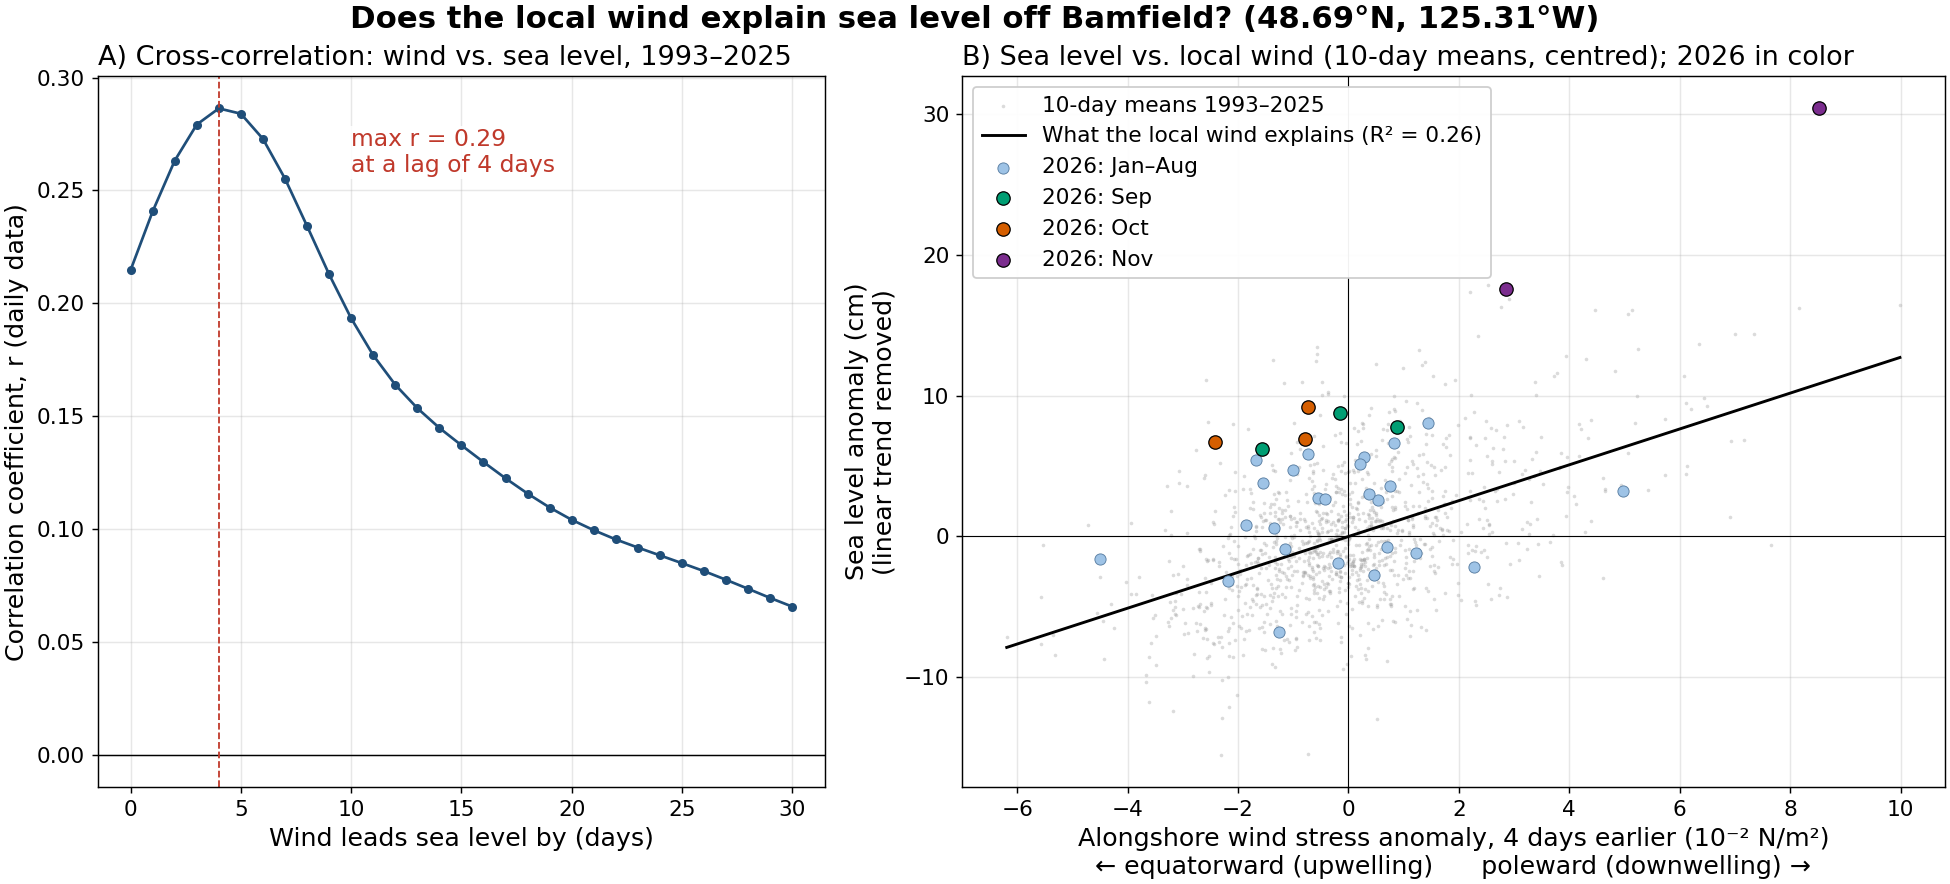 Does the local wind explain sea level off Bamfield? (48.69°N, 125.31°W)
A) Cross-correlation: wind vs. sea level, 1993–2025
Correlation coefficient, r (daily data)
0.30
0.25
0.20
0.15
0.10
0.05
0.00
max r = 0.29
at a lag of 4 days
0 5 10 15 20 25 30
Wind leads sea level by (days)
B) Sea level vs. local wind (10-day means, centred); 2026 in color
Sea level anomaly (cm)
(linear trend removed)
30
20
10
0
−10
10-day means 1993–2025
What the local wind explains (R² = 0.26)
2026: Jan–Aug
2026: Sep
2026: Oct
2026: Nov
−6 −4 −2 0 2 4 6 8 10
Alongshore wind stress anomaly, 4 days earlier (10⁻² N/m²)
← equatorward (upwelling) poleward (downwelling) →